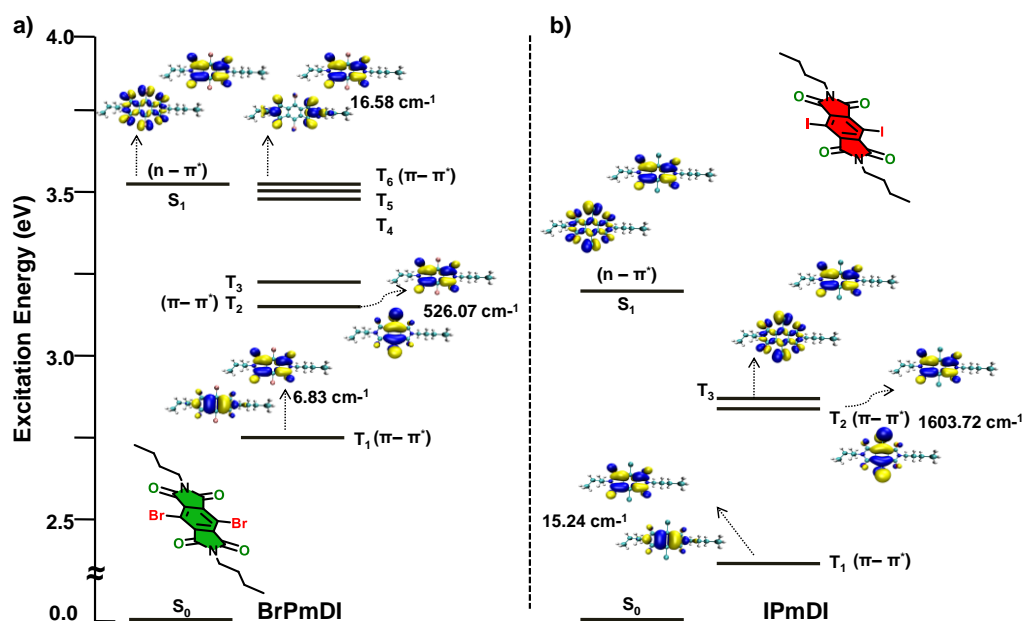 a)
4.0
3.5
3.0
2.5
0.0
Excitation Energy (eV)
16.58 cm-1
(n – π*)
S1
T6 (π– π*)
T5
T4
T3
(π– π*) T2
526.07 cm-1
6.83 cm-1
T1 (π– π*)
N
O
O
Br
Br
O
O
N
S0
BrPmDI
b)
N
O
O
I
I
O
O
N
(n – π*)
S1
T3
T2 (π– π*)
1603.72 cm-1
15.24 cm-1
T1 (π– π*)
S0
IPmDI